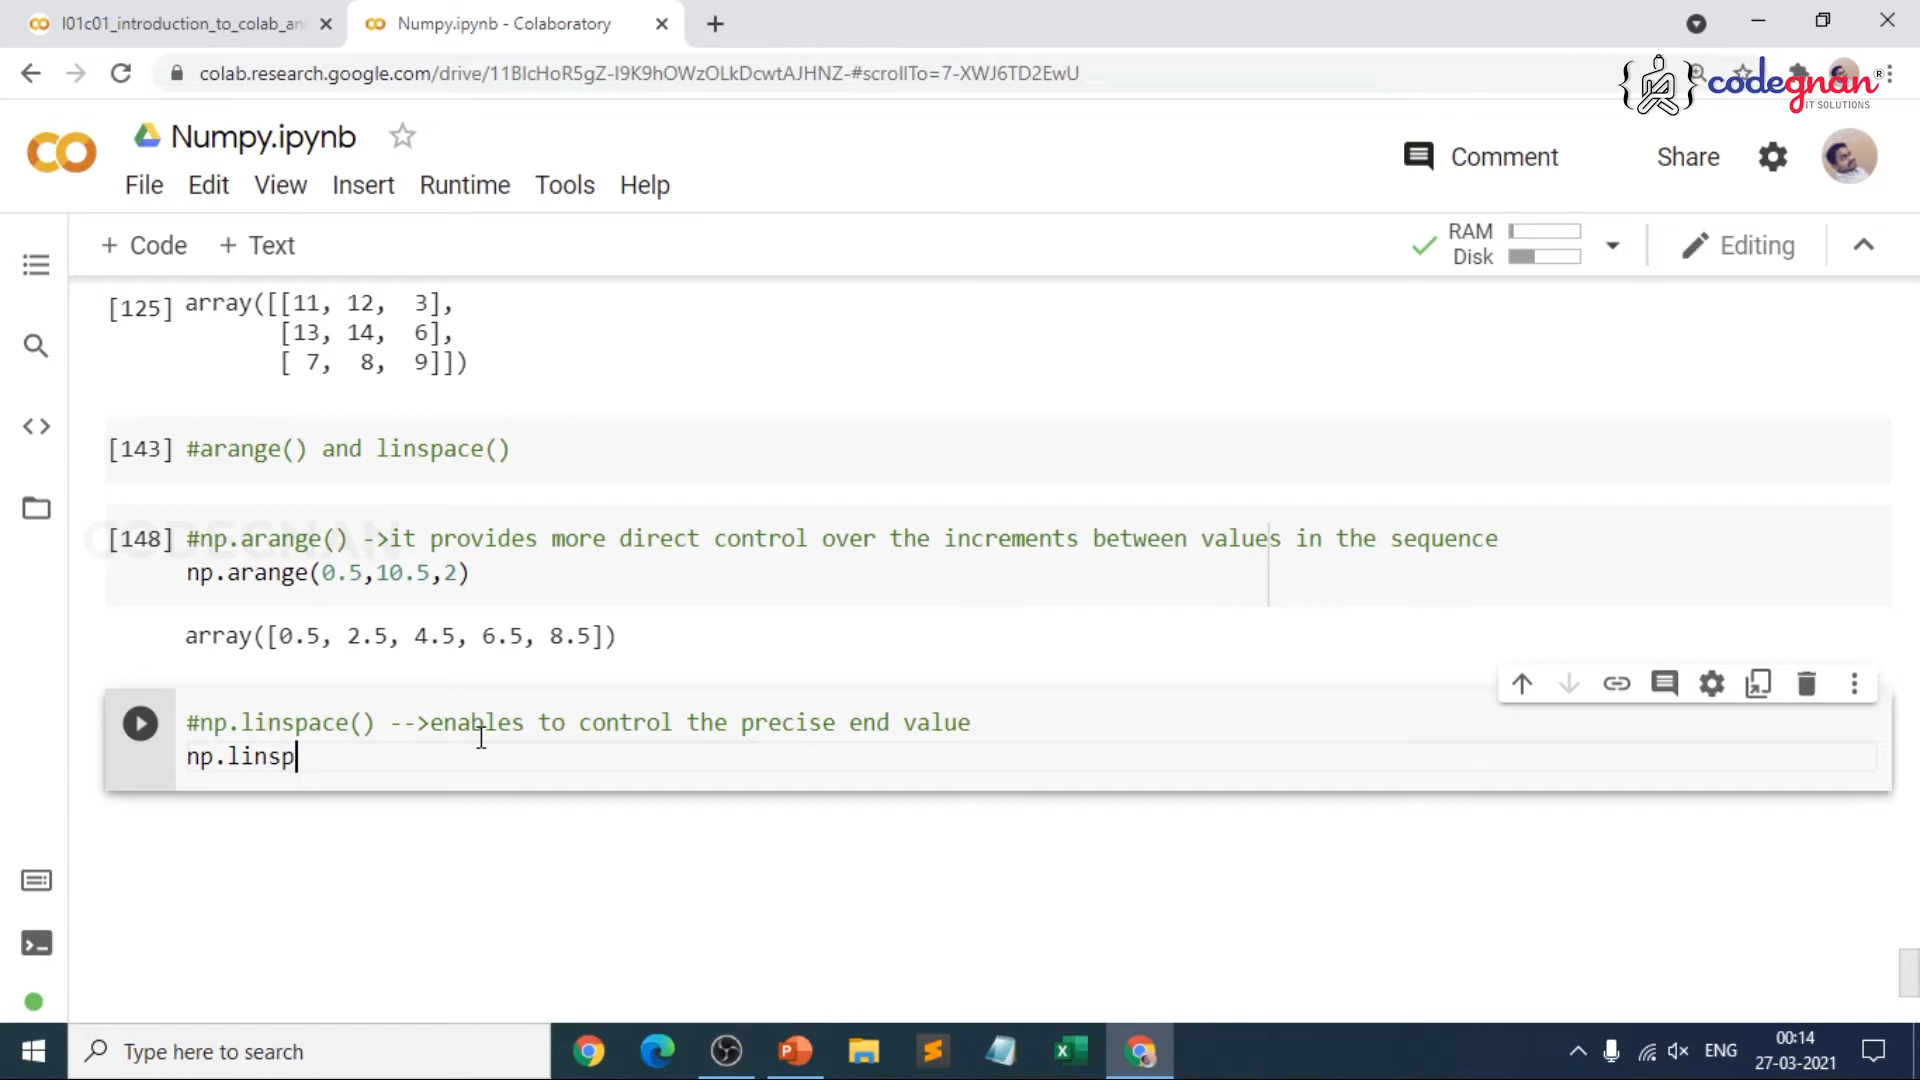 l01c01_introduction_to_colab_an
Numpy.ipynb - Colaboratory
colab.research.google.com/drive/11BlcHoR5gZ-I9K9hOWzOLkDcwtAJHNZ-#scrollTo=7-XWJ6TD2EwU
codegnan®
IT SOLUTIONS
CO Numpy.ipynb
Comment Share
File Edit View Insert Runtime Tools Help
+ Code + Text
RAM
Disk
Editing
[125] array([[11, 12, 3],
[13, 14, 6],
[ 7, 8, 9]])
[143] #arange() and linspace()
CODEGNAN
[148] #np.arange() ->it provides more direct control over the increments between values in the sequence
np.arange(0.5,10.5,2)
array([0.5, 2.5, 4.5, 6.5, 8.5])
#np.linspace() -->enables to control the precise end value
np.linsp
Type here to search
ENG
00:14
27-03-2021